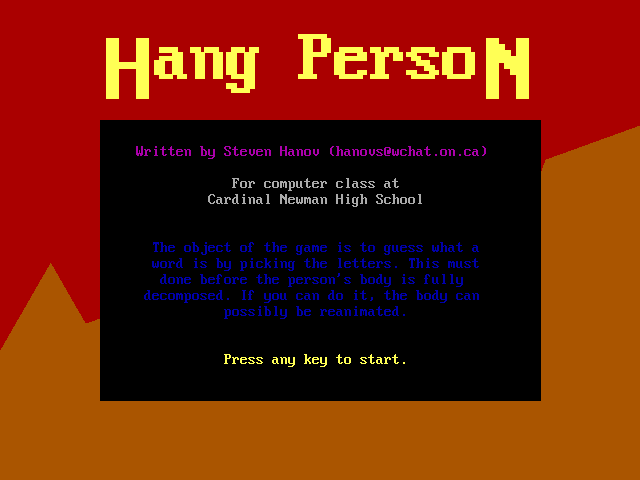 Hang PersoN
Written by Steven Hanov (hanovs@wchat.on.ca)
For computer class at
Cardinal Newman High School
The object of the game is to guess what a
word is by picking the letters. This must
done before the person's body is fully
decomposed. If you can do it, the body can
possibly be reanimated.
Press any key to start.